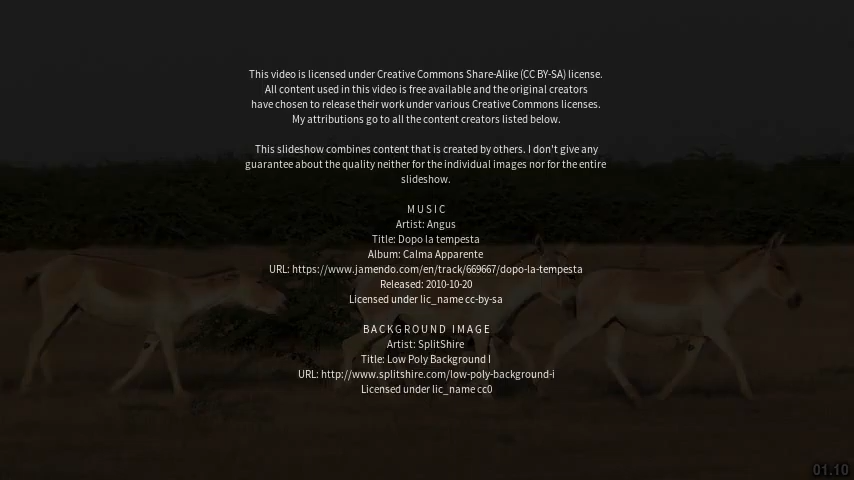 This video is licensed under Creative Commons Share-Alike (CC BY-SA) license.
All content used in this video is free available and the original creators
have chosen to release their work under various Creative Commons licenses.
My attributions go to all the content creators listed below.
This slideshow combines content that is created by others. I don't give any
guarantee about the quality neither for the individual images nor for the entire
slideshow.
MUSIC
Artist: Angus
Title: Dopo la tempesta
Album: Calma Apparente
URL: https://www.jamendo.com/en/track/669667/dopo-la-tempesta
Released: 2010-10-20
Licensed under lic_name cc-by-sa
BACKGROUND IMAGE
Artist: SplitShire
Title: Low Poly Background I
URL: http://www.splitshire.com/low-poly-background-i
Licensed under lic_name cc0
01.10